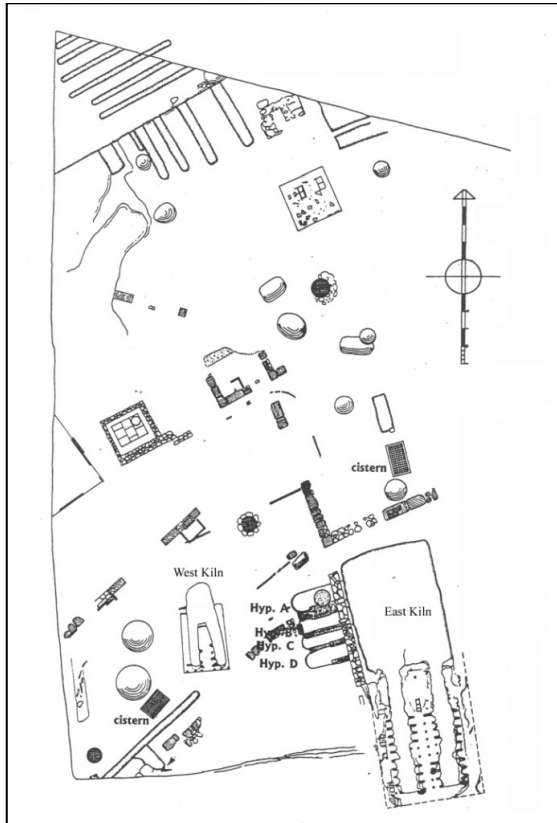 cistern
West Kiln
Hyp. A
East Kiln
Hyp. B
Hyp. C
Hyp. D
cistern